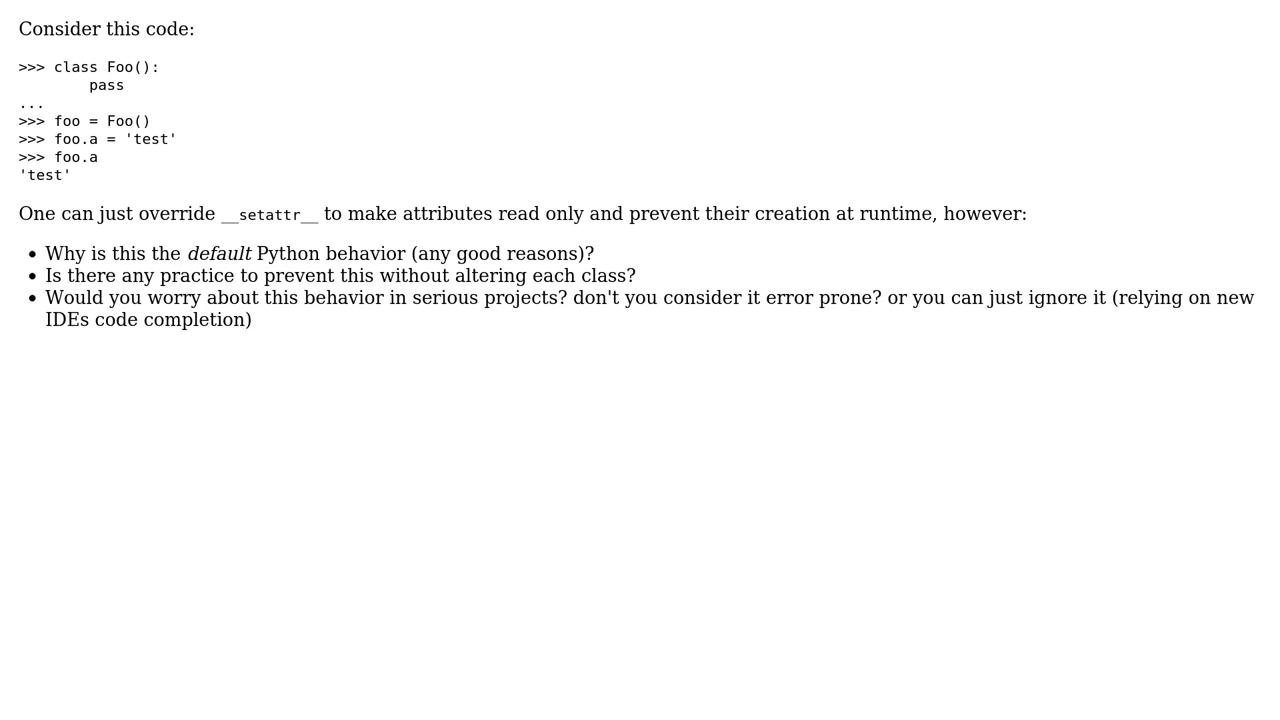 Consider this code:
>>> class Foo():
        pass
...
>>> foo = Foo()
>>> foo.a = 'test'
>>> foo.a
'test'
One can just override __setattr__ to make attributes read only and prevent their creation at runtime, however:
• Why is this the default Python behavior (any good reasons)?
• Is there any practice to prevent this without altering each class?
• Would you worry about this behavior in serious projects? don't you consider it error prone? or you can just ignore it (relying on new
IDEs code completion)